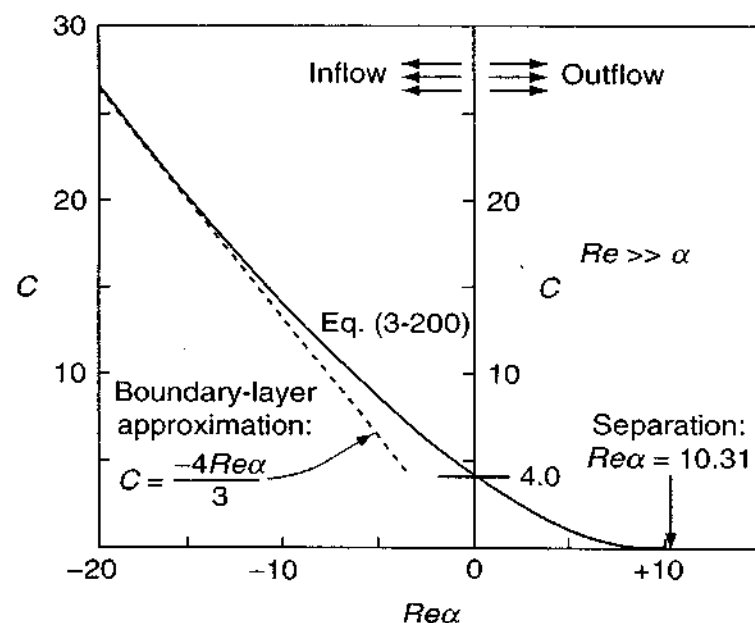 30
Inflow
Outflow
20
20
C
C
Re >> α
Eq. (3-200)
10
10
Boundary-layer
approximation:
C = −4Reα / 3
Separation:
Reα = 10.31
4.0
0
−20
−10
0
+10
Reα